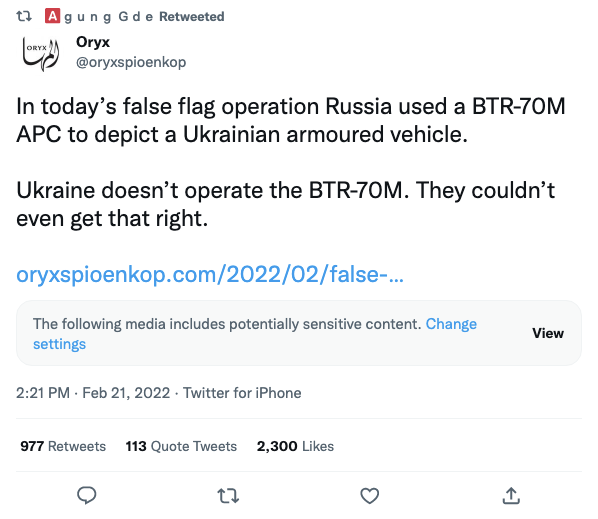 🅰 g u n g G d e Retweeted
ORYX
Oryx
@oryxspioenkop
In today’s false flag operation Russia used a BTR-70M
APC to depict a Ukrainian armoured vehicle.
Ukraine doesn’t operate the BTR-70M. They couldn’t
even get that right.
oryxspioenkop.com/2022/02/false-...
The following media includes potentially sensitive content. Change
settings
View
2:21 PM · Feb 21, 2022 · Twitter for iPhone
977 Retweets 113 Quote Tweets 2,300 Likes